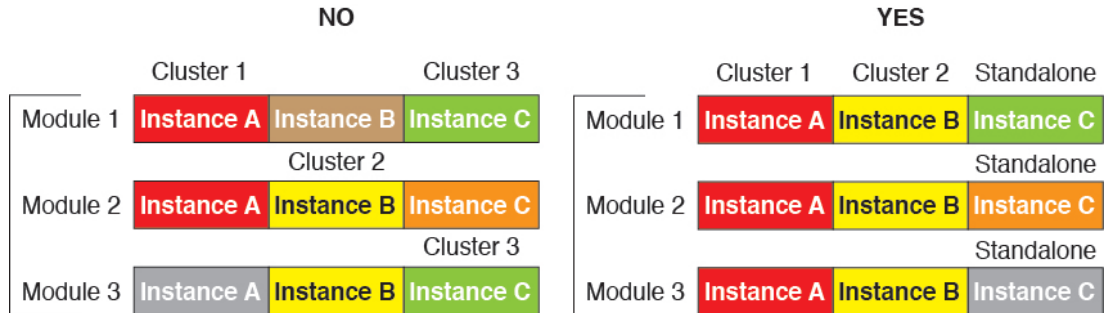 NO YES
Cluster 1 Cluster 3 Cluster 1 Cluster 2 Standalone
Module 1 Instance A Instance B Instance C Module 1 Instance A Instance B Instance C
Cluster 2 Standalone
Module 2 Instance A Instance B Instance C Module 2 Instance A Instance B Instance C
Cluster 3 Standalone
Module 3 Instance A Instance B Instance C Module 3 Instance A Instance B Instance C